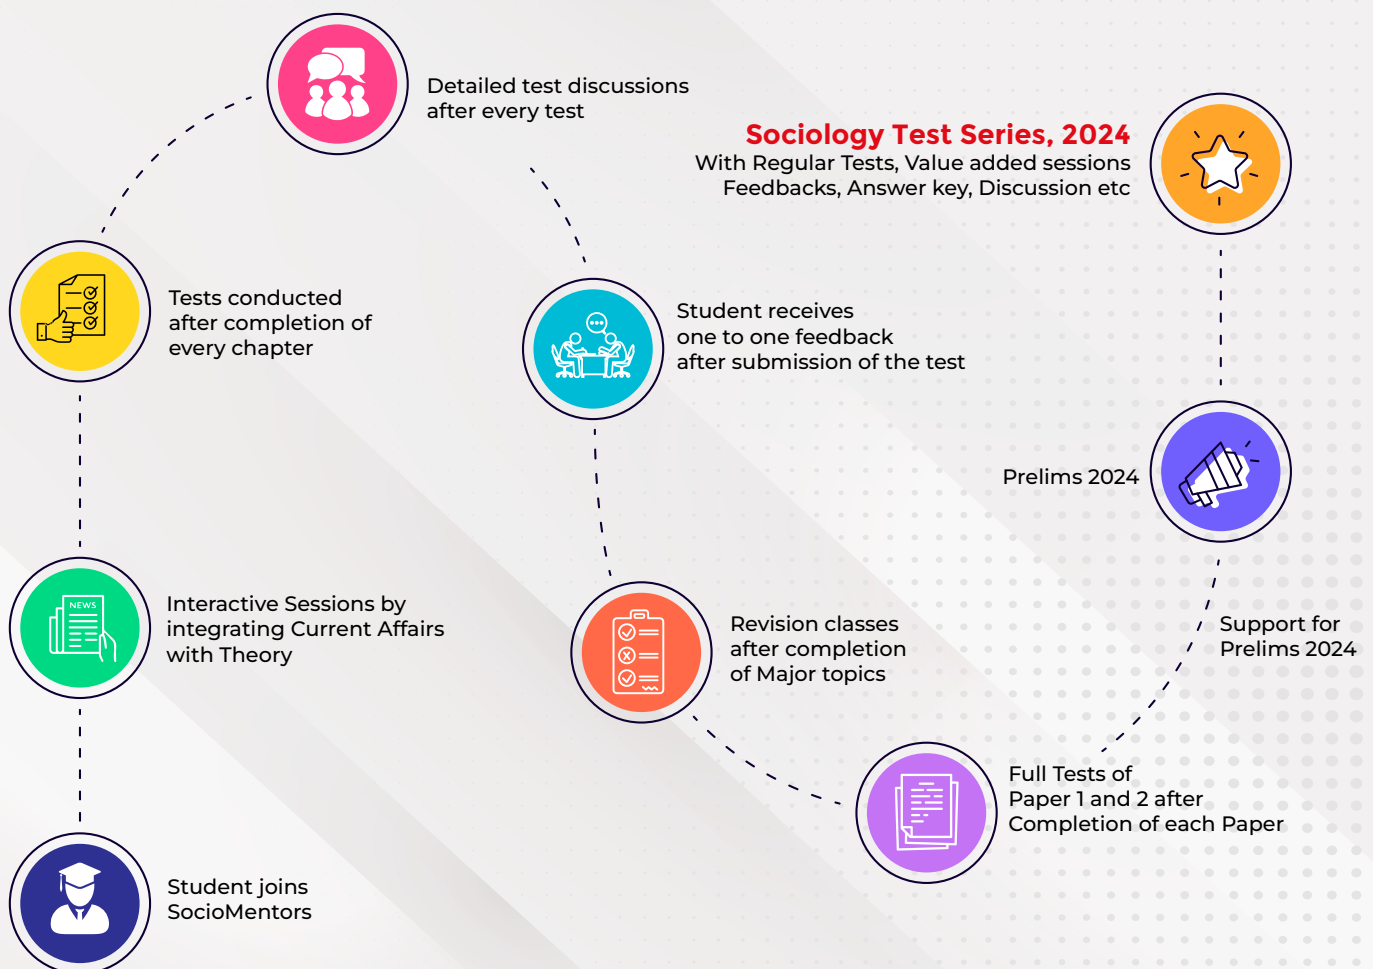 Detailed test discussions
after every test
Sociology Test Series, 2024
With Regular Tests, Value added sessions
Feedbacks, Answer key, Discussion etc
Tests conducted
after completion of
every chapter
Student receives
one to one feedback
after submission of the test
Prelims 2024
NEWS
Interactive Sessions by
integrating Current Affairs
with Theory
Revision classes
after completion
of Major topics
Support for
Prelims 2024
Full Tests of
Paper 1 and 2 after
Completion of each Paper
Student joins
SocioMentors